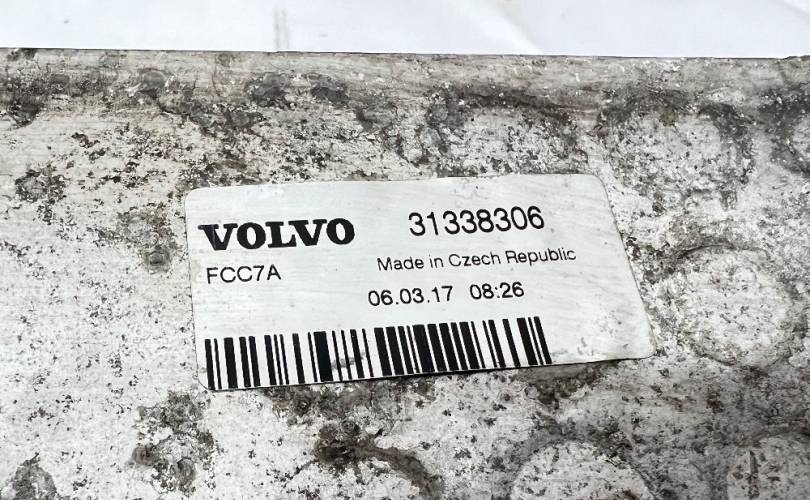 VOLVO 31338306
FCC7A Made in Czech Republic
06.03.17 08:26